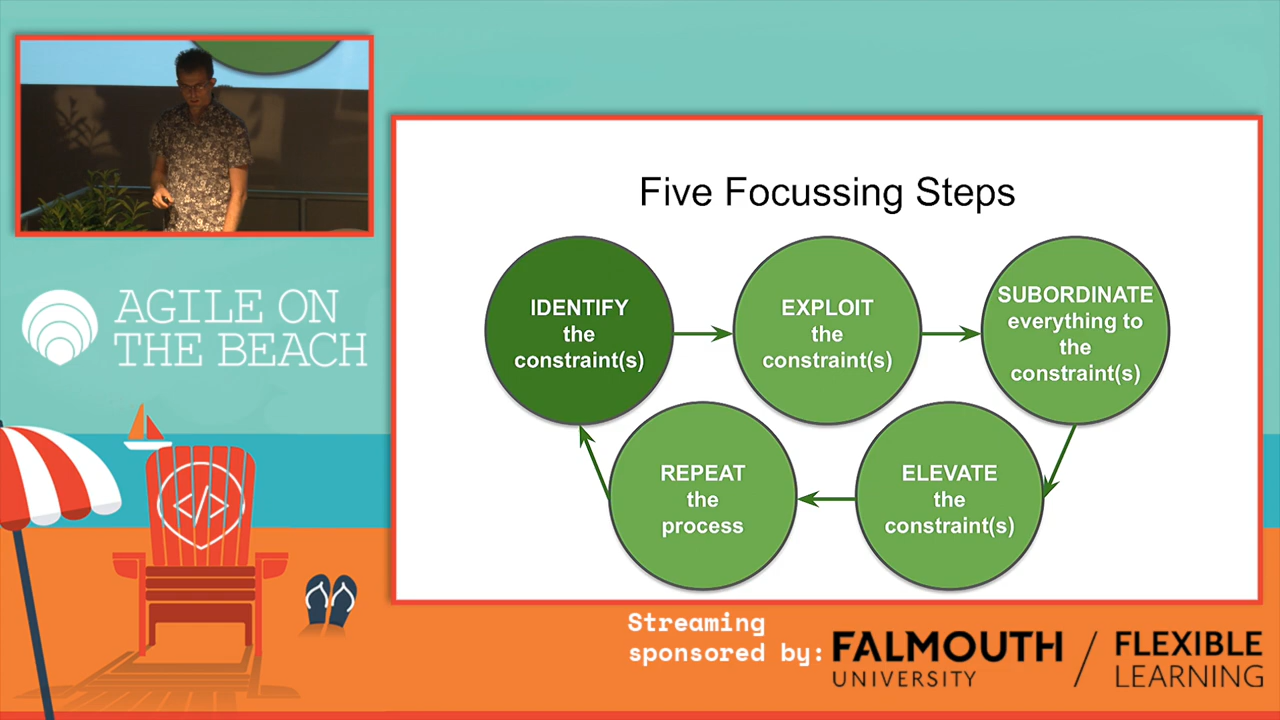 AGILE ON
THE BEACH
</>
Five Focussing Steps
IDENTIFY
the
constraint(s)
EXPLOIT
the
constraint(s)
SUBORDINATE
everything to
the
constraint(s)
ELEVATE
the
constraint(s)
REPEAT
the
process
Streaming
sponsored by:
FALMOUTH
UNIVERSITY
/
FLEXIBLE
LEARNING